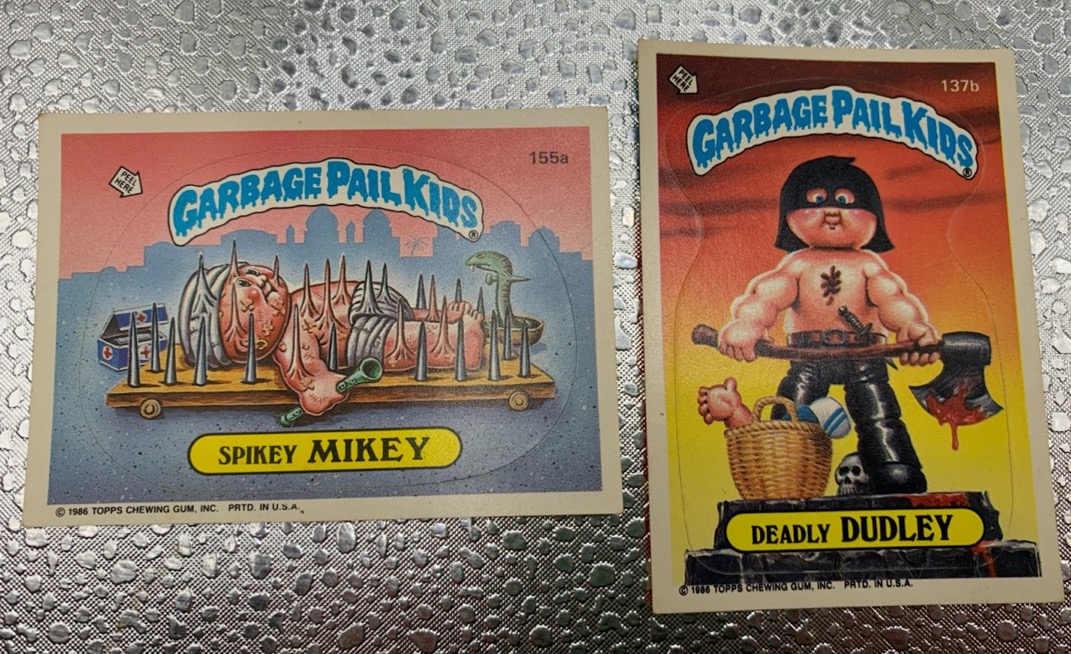 155a
PEEL
HERE
GARBAGE PAIL KIDS
®
SPIKEY MIKEY
© 1986 TOPPS CHEWING GUM, INC. PRTD. IN U.S.A.
PEEL
HERE
137b
GARBAGE PAIL KIDS
®
DEADLY DUDLEY
© 1986 TOPPS CHEWING GUM, INC. PRTD. IN U.S.A.